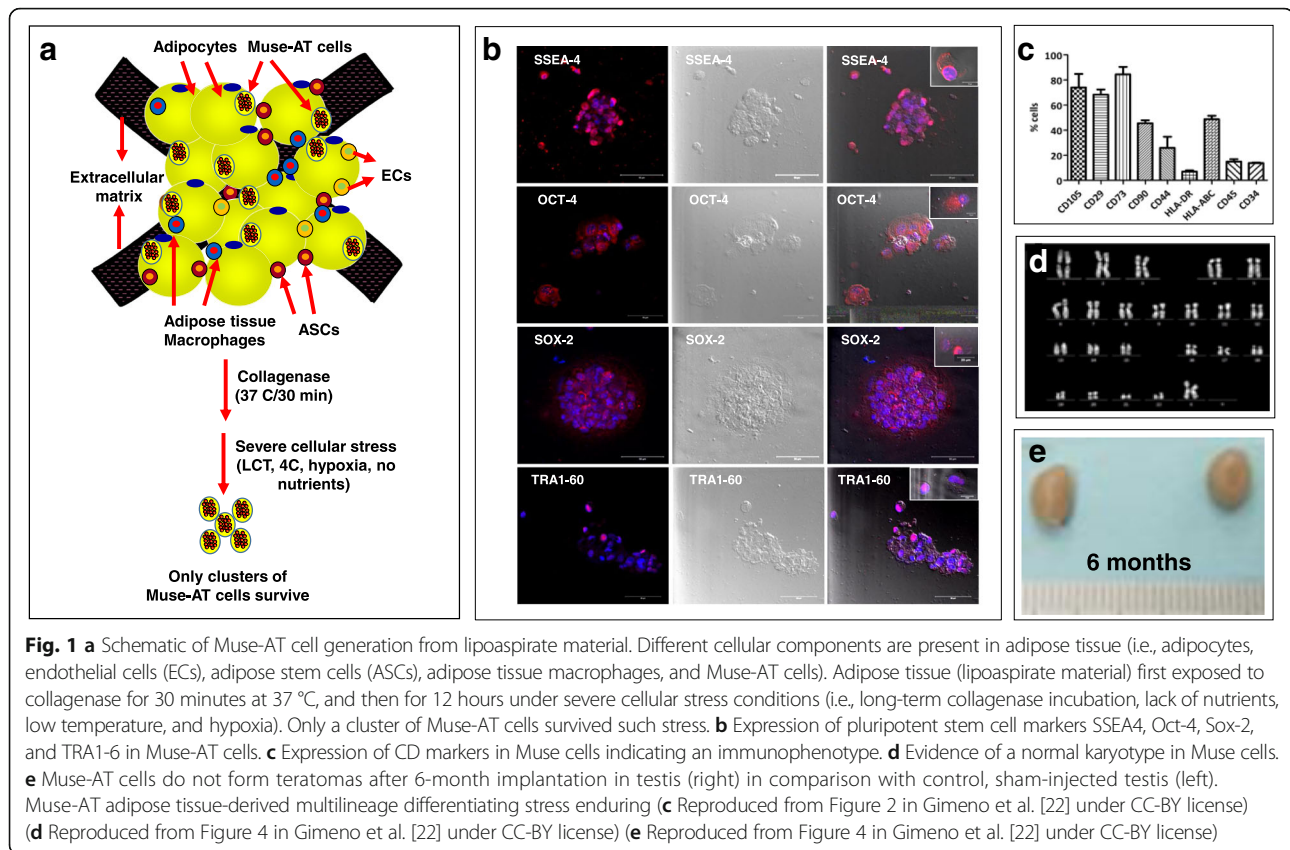 a
Adipocytes Muse-AT cells
Extracellular
matrix
ECs
Adipose tissue
Macrophages
ASCs
Collagenase
(37 C/30 min)
Severe cellular stress
(LCT, 4C, hypoxia, no
nutrients)
Only clusters of
Muse-AT cells survive
b
SSEA-4 SSEA-4 SSEA-4
OCT-4 OCT-4 OCT-4
SOX-2 SOX-2 SOX-2
TRA1-60 TRA1-60 TRA1-60
c
% cells
100
80
60
40
20
0
CD105 CD29 CD73 CD90 CD44 HLA-DR HLA-ABC CD45 CD34
d
e
6 months
Fig. 1 a Schematic of Muse-AT cell generation from lipoaspirate material. Different cellular components are present in adipose tissue (i.e., adipocytes,
endothelial cells (ECs), adipose stem cells (ASCs), adipose tissue macrophages, and Muse-AT cells). Adipose tissue (lipoaspirate material) first exposed to
collagenase for 30 minutes at 37 °C, and then for 12 hours under severe cellular stress conditions (i.e., long-term collagenase incubation, lack of nutrients,
low temperature, and hypoxia). Only a cluster of Muse-AT cells survived such stress. b Expression of pluripotent stem cell markers SSEA4, Oct-4, Sox-2,
and TRA1-6 in Muse-AT cells. c Expression of CD markers in Muse cells indicating an immunophenotype. d Evidence of a normal karyotype in Muse cells.
e Muse-AT cells do not form teratomas after 6-month implantation in testis (right) in comparison with control, sham-injected testis (left).
Muse-AT adipose tissue-derived multilineage differentiating stress enduring (c Reproduced from Figure 2 in Gimeno et al. [22] under CC-BY license)
(d Reproduced from Figure 4 in Gimeno et al. [22] under CC-BY license) (e Reproduced from Figure 4 in Gimeno et al. [22] under CC-BY license)